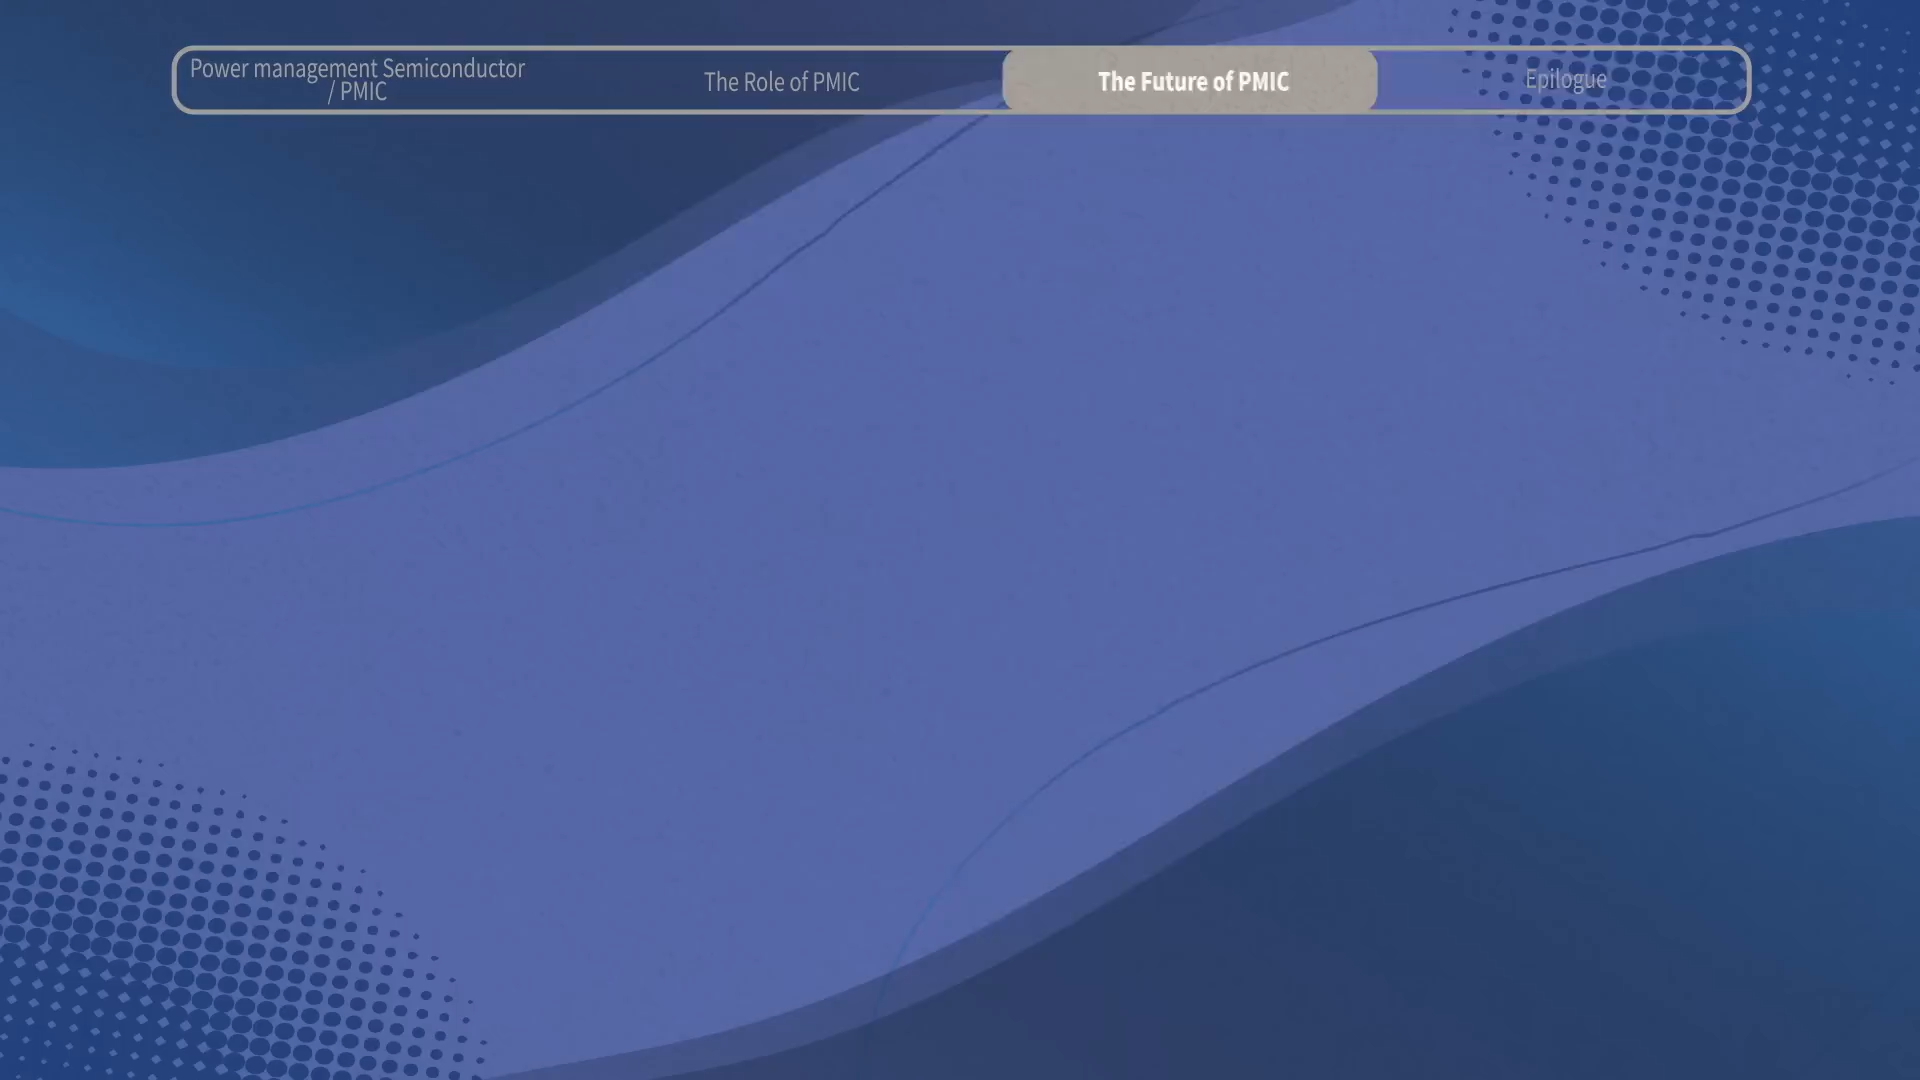 Power management Semiconductor
/ PMIC
The Role of PMIC
The Future of PMIC
Epilogue